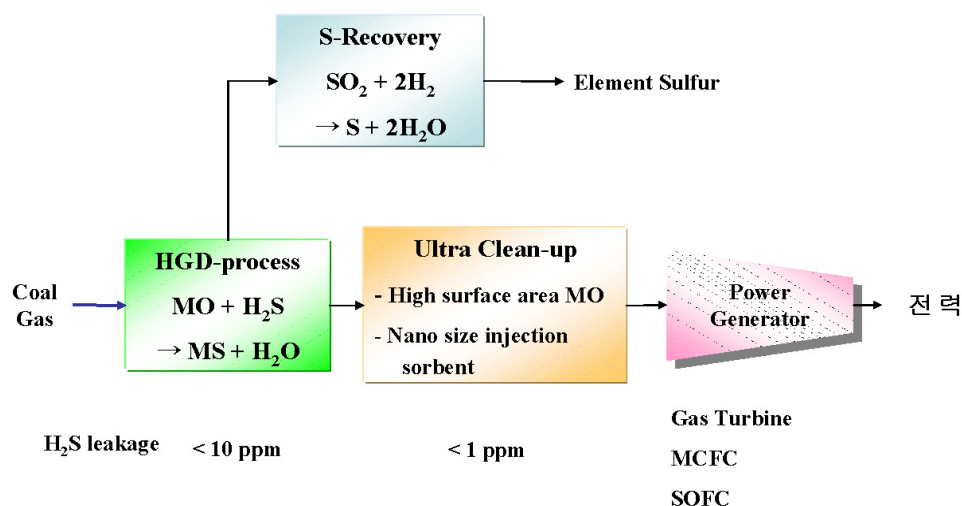 S-Recovery
SO₂ + 2H₂
→ S + 2H₂O
Element Sulfur
Coal
Gas
HGD-process
MO + H₂S
→ MS + H₂O
Ultra Clean-up
- High surface area MO
- Nano size injection
sorbent
Power
Generator
전 력
H₂S leakage
< 10 ppm
< 1 ppm
Gas Turbine
MCFC
SOFC